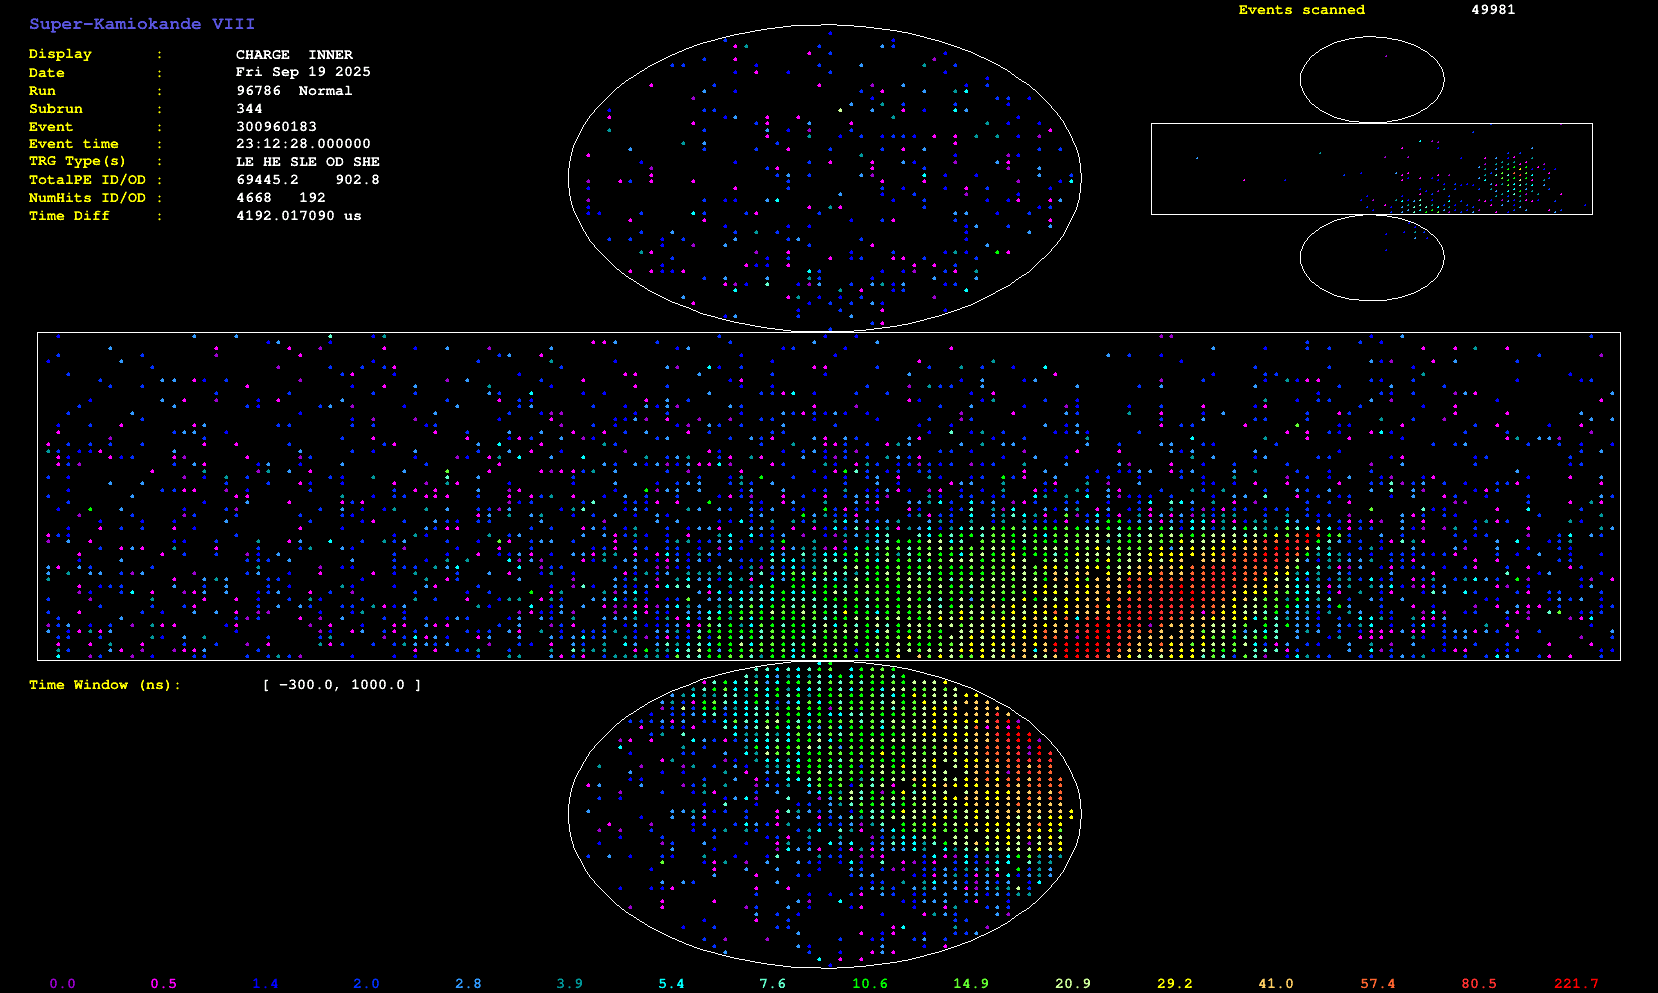 Super-Kamiokande VIII
Display : CHARGE INNER
Date : Fri Sep 19 2025
Run : 96786 Normal
Subrun : 344
Event : 300960183
Event time : 23:12:28.000000
TRG Type(s) : LE HE SLE OD SHE
TotalPE ID/OD : 69445.2 902.8
NumHits ID/OD : 4668 192
Time Diff : 4192.017090 us
Events scanned 49981
Time Window (ns): [ -300.0, 1000.0 ]
0.0 0.5 1.4 2.0 2.8 3.9 5.4 7.6 10.6 14.9 20.9 29.2 41.0 57.4 80.5 221.7